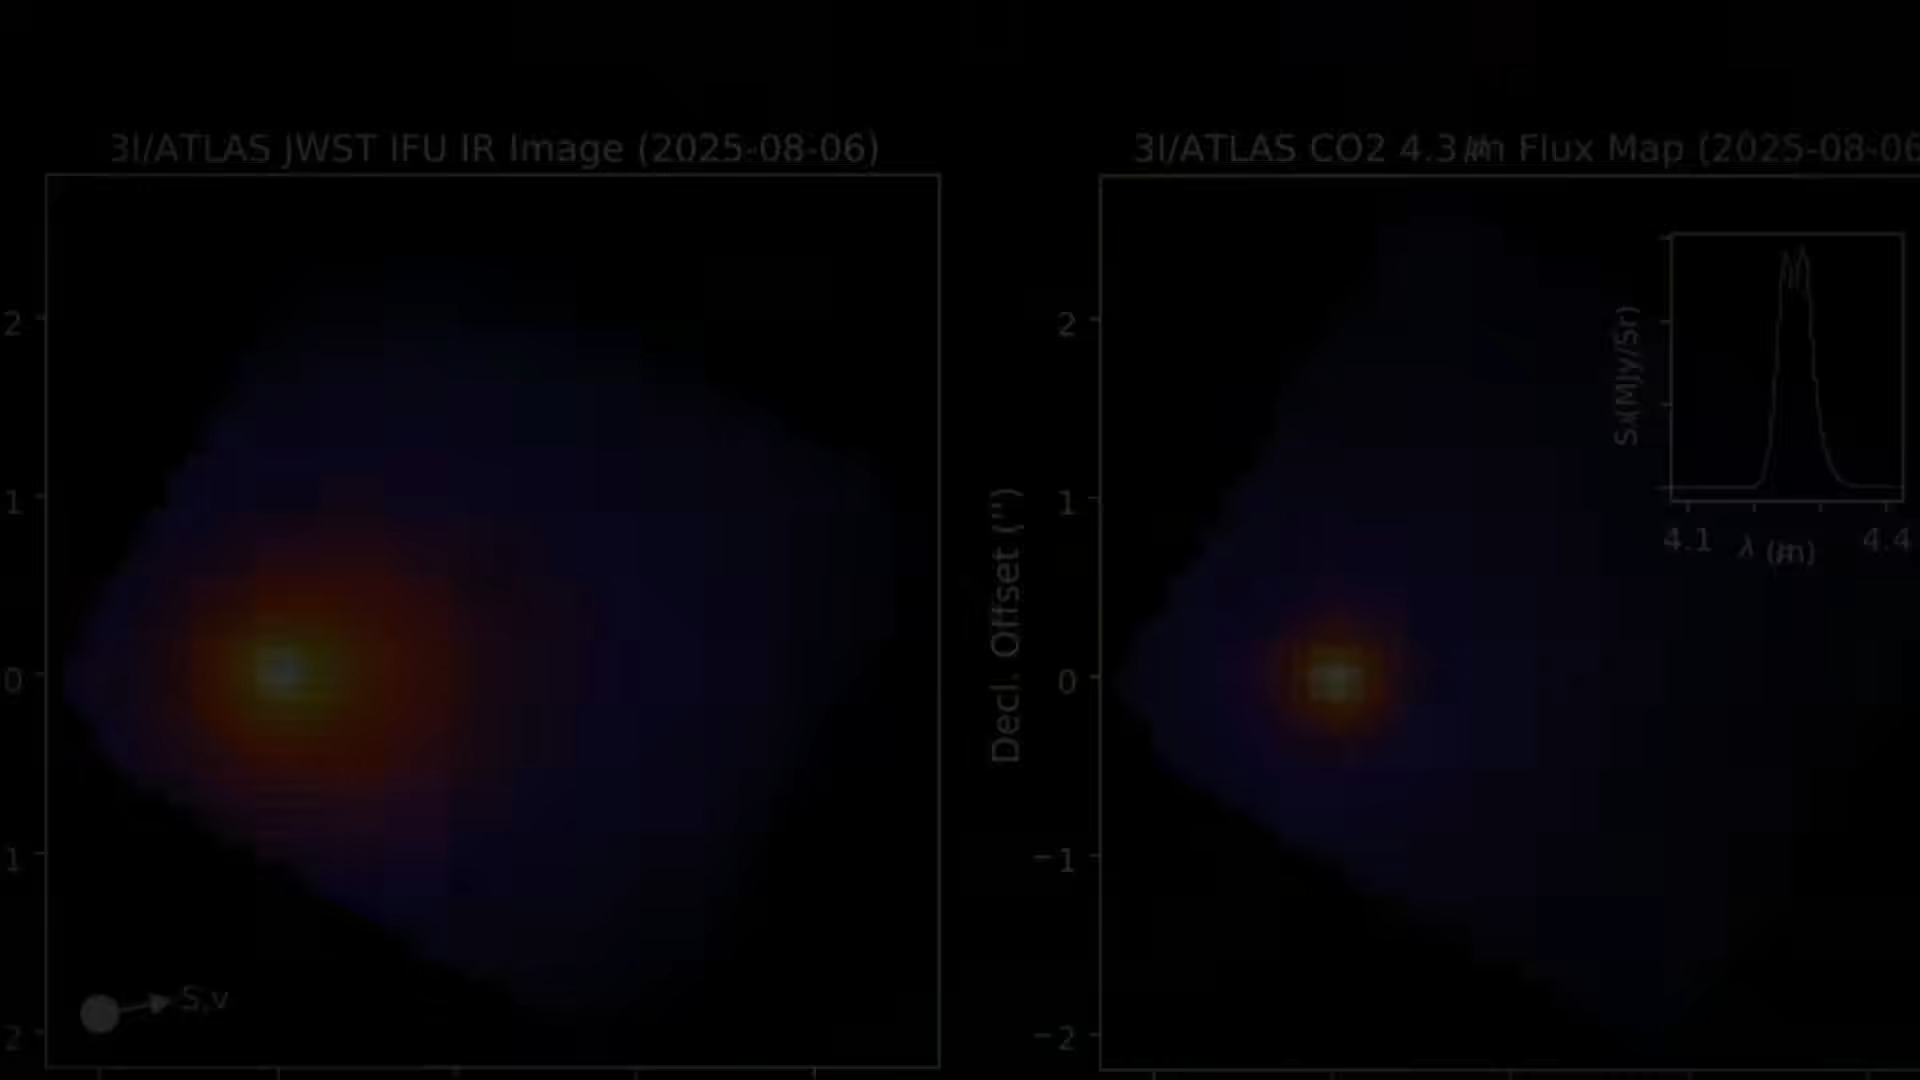 3I/ATLAS JWST IFU IR Image (2025-08-06)
2
1
0
1
2
S,v
3I/ATLAS CO2 4.3 μm Flux Map (2025-08-06
Decl. Offset (")
2
1
0
−1
−2
Sλ(MJy/Sr)
4.1 λ (μm) 4.4